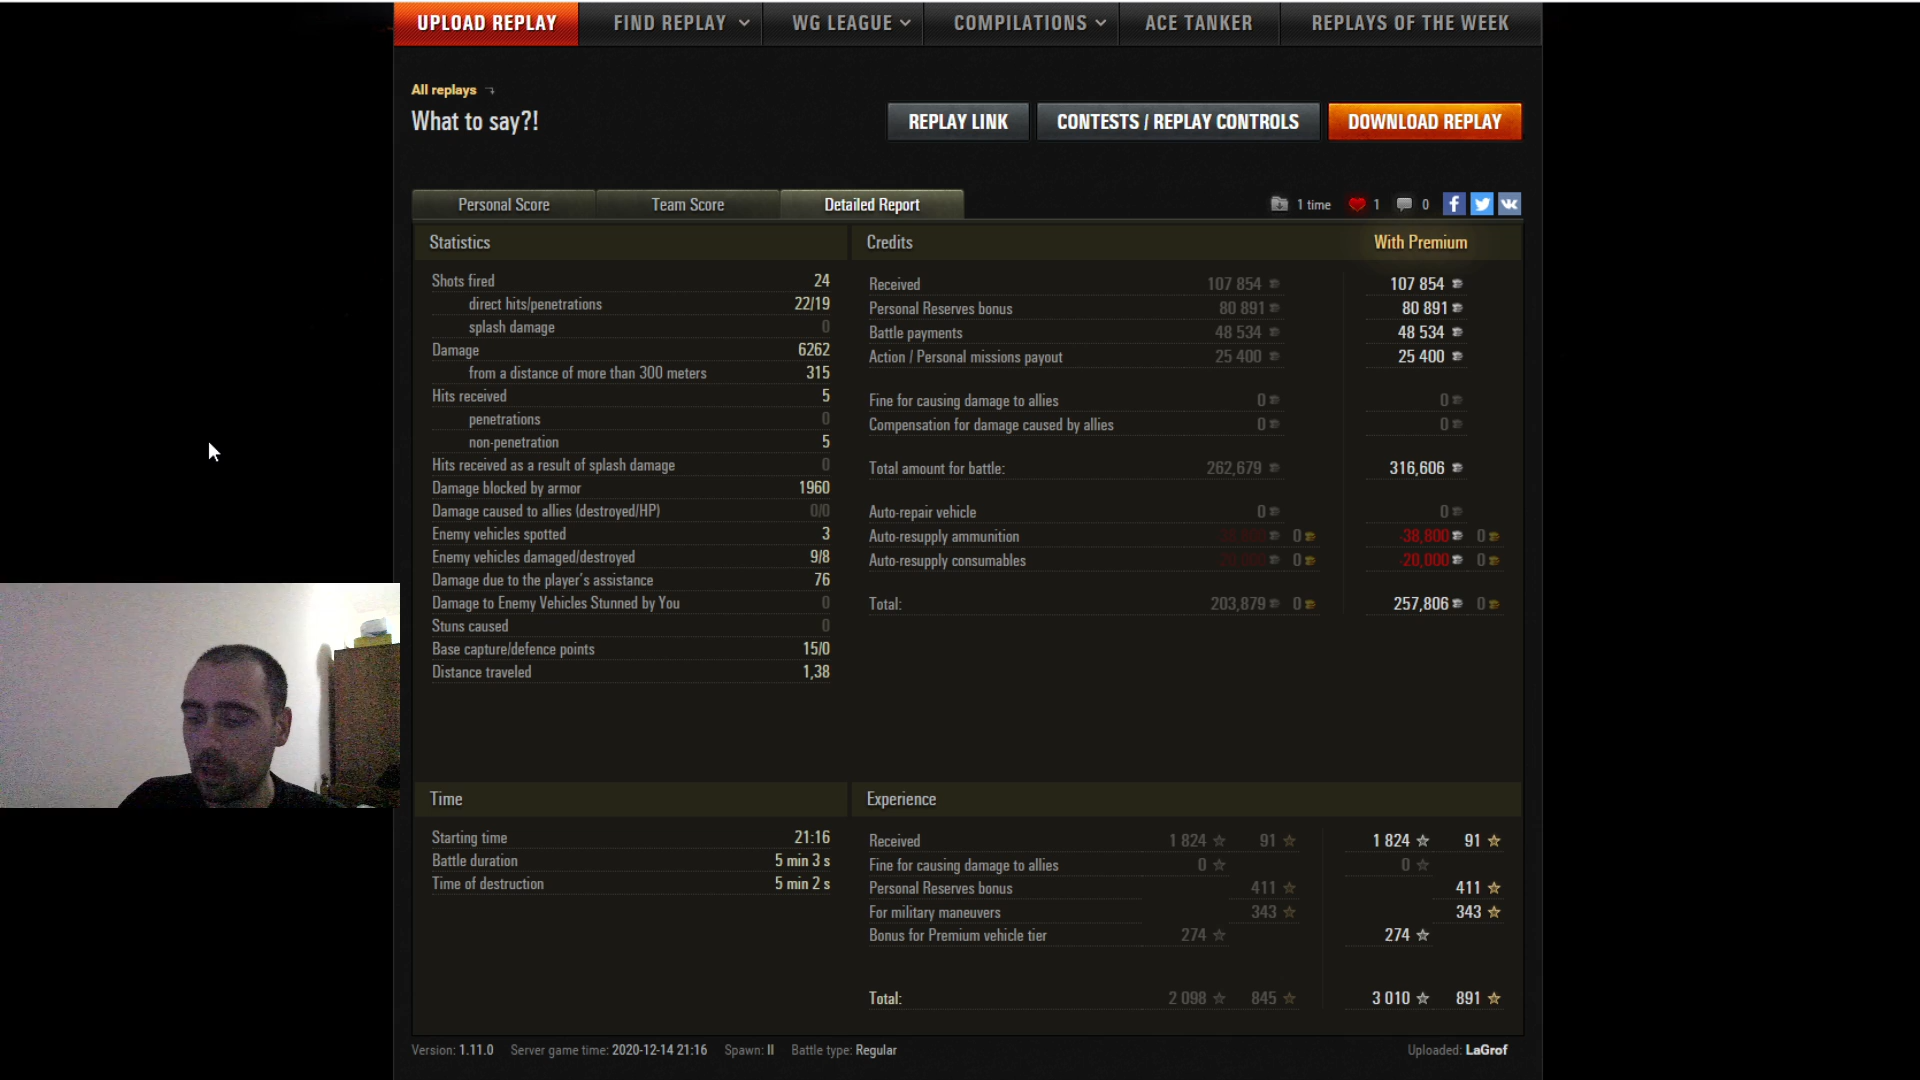 UPLOAD REPLAY FIND REPLAY WG LEAGUE COMPILATIONS ACE TANKER REPLAYS OF THE WEEK
All replays
What to say?!
REPLAY LINK CONTESTS / REPLAY CONTROLS DOWNLOAD REPLAY
Personal Score Team Score Detailed Report 1 time 1 0
Statistics
Shots fired 24
direct hits/penetrations 22/19
splash damage 0
Damage 6262
from a distance of more than 300 meters 315
Hits received 5
penetrations 0
non-penetration 5
Hits received as a result of splash damage 0
Damage blocked by armor 1960
Damage caused to allies (destroyed/HP) 0/0
Enemy vehicles spotted 3
Enemy vehicles damaged/destroyed 9/8
Damage due to the player's assistance 76
Damage to Enemy Vehicles Stunned by You 0
Stuns caused 0
Base capture/defence points 15/0
Distance traveled 1,38
Credits With Premium
Received 107 854 107 854
Personal Reserves bonus 80 891 80 891
Battle payments 48 534 48 534
Action / Personal missions payout 25 400 25 400
Fine for causing damage to allies 0 0
Compensation for damage caused by allies 0 0
Total amount for battle: 262,679 316,606
Auto-repair vehicle 0 0
Auto-resupply ammunition 0 -38,800 0
Auto-resupply consumables 0 -20,000 0
Total: 203,879 0 257,806 0
Time
Starting time 21:16
Battle duration 5 min 3 s
Time of destruction 5 min 2 s
Experience
Received 1 824 91 1 824 91
Fine for causing damage to allies 0 0
Personal Reserves bonus 411 411
For military maneuvers 343 343
Bonus for Premium vehicle tier 274 274
Total: 2 098 845 3 010 891
Version: 1.11.0 Server game time: 2020-12-14 21:16 Spawn: II Battle type: Regular Uploaded: LaGrof